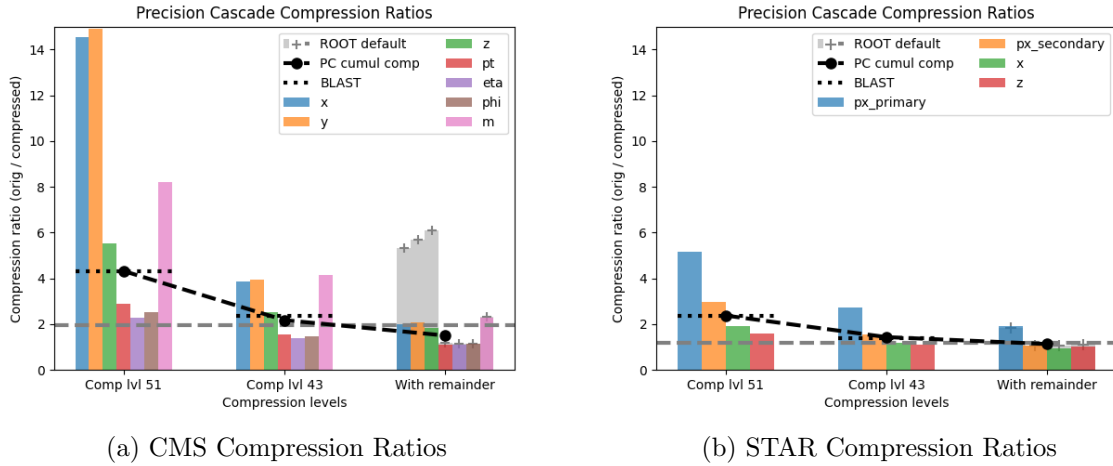 Precision Cascade Compression Ratios
Compression ratio (orig / compressed)
14
12
10
8
6
4
2
0
ROOT default
PC cumul comp
BLAST
x
y
z
pt
eta
phi
m
Comp lvl 51
Comp lvl 43
With remainder
Compression levels
(a) CMS Compression Ratios
Precision Cascade Compression Ratios
Compression ratio (orig / compressed)
14
12
10
8
6
4
2
0
ROOT default
PC cumul comp
BLAST
px_primary
px_secondary
x
z
Comp lvl 51
Comp lvl 43
With remainder
Compression levels
(b) STAR Compression Ratios